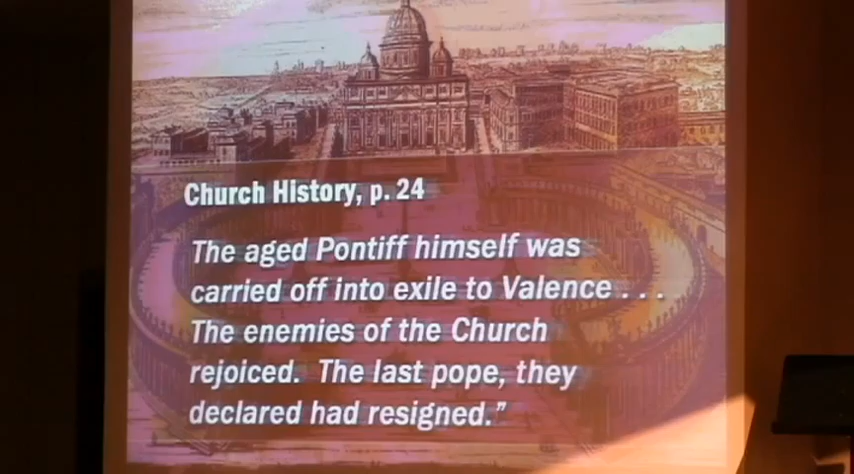 Church History, p. 24
The aged Pontiff himself was
carried off into exile to Valence . . .
The enemies of the Church
rejoiced. The last pope, they
declared had resigned.”